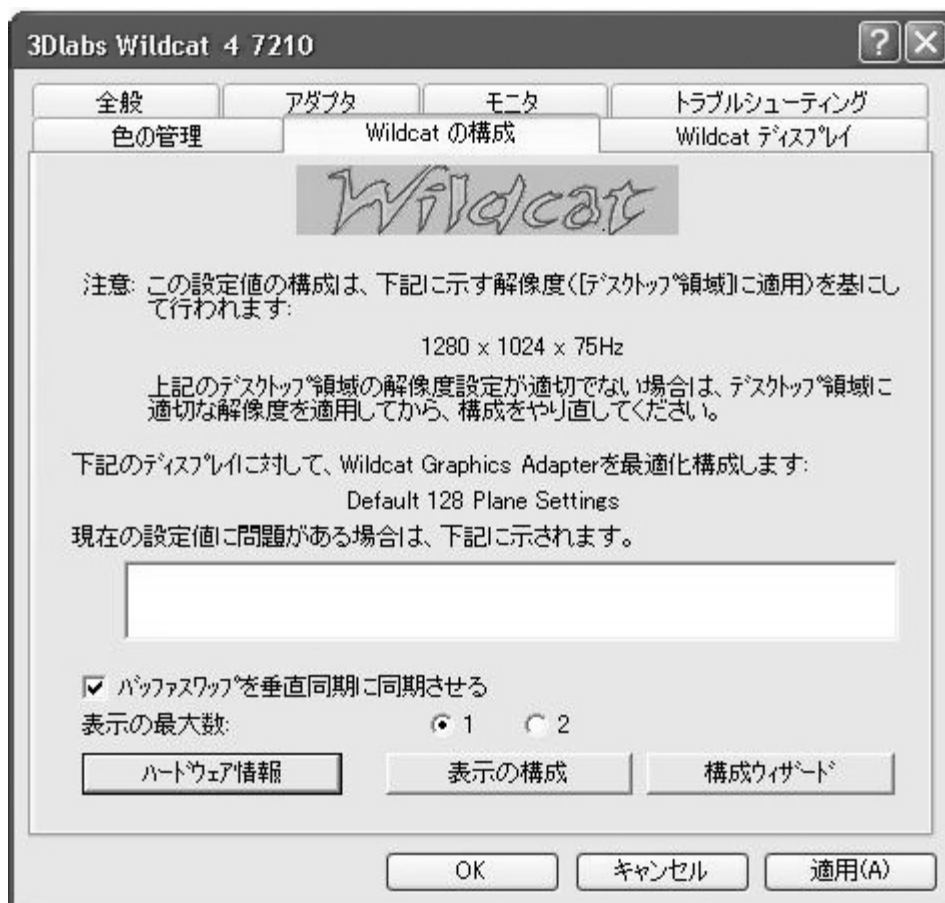 3Dlabs Wildcat 4 7210
全般 アダプタ モニタ トラブルシューティング
色の管理 Wildcat の構成 Wildcat ディスプレイ
Wildcat
注意: この設定値の構成は、下記に示す解像度([デスクトップ領域]に適用)を基にし
て行われます:
1280 x 1024 x 75Hz
上記のデスクトップ領域の解像度設定が適切でない場合は、デスクトップ領域に
適切な解像度を適用してから、構成をやり直してください。
下記のディスプレイに対して、Wildcat Graphics Adapterを最適化構成します:
Default 128 Plane Settings
現在の設定値に問題がある場合は、下記に示されます。
バッファスワップを垂直同期に同期させる
表示の最大数: 1 2
ハードウェア情報 表示の構成 構成ウィザード
OK キャンセル 適用(A)